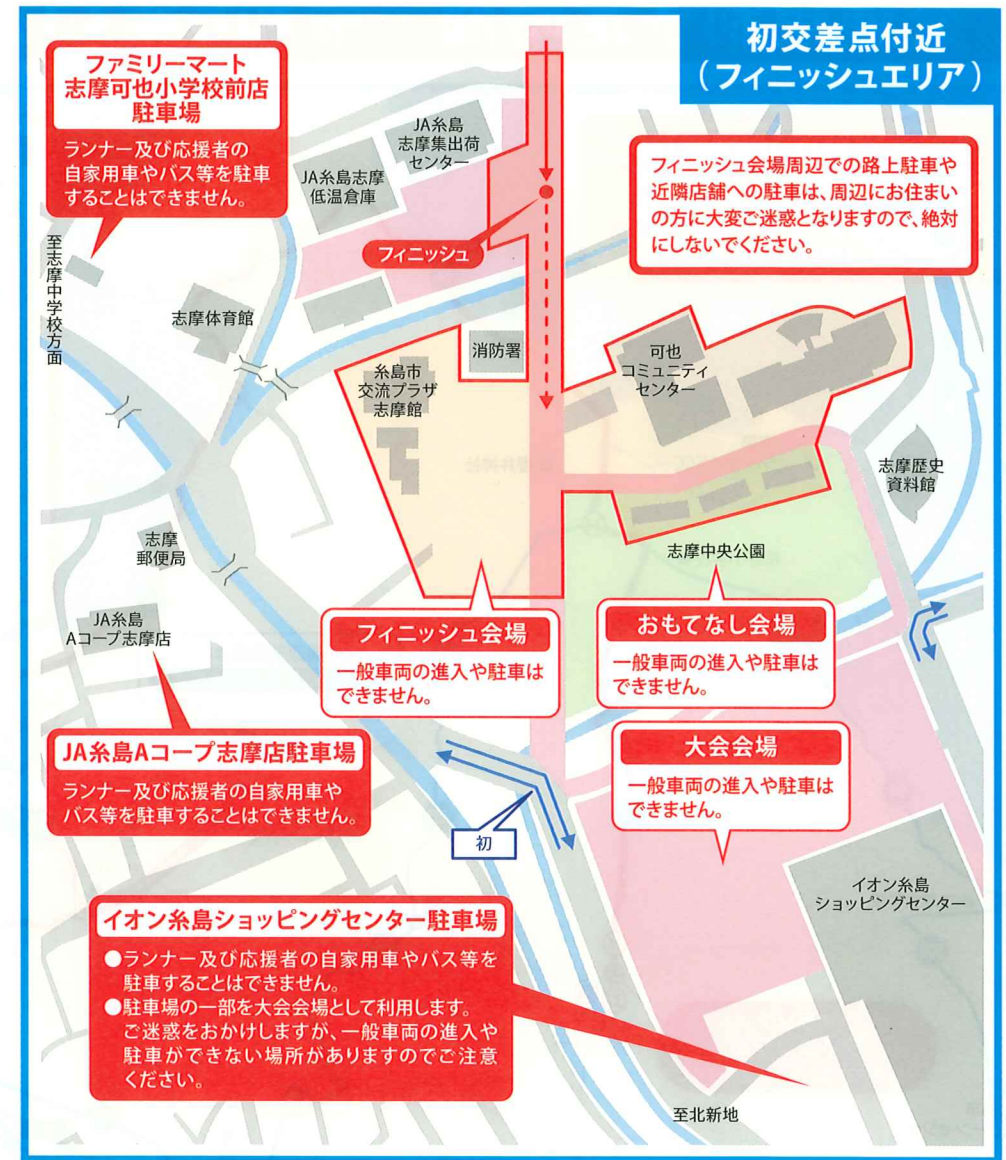 初交差点付近
（フィニッシュエリア）
ファミリーマート
志摩可也小学校前店
駐車場
ランナー及び応援者の
自家用車やバス等を駐車
することはできません。
JA糸島
志摩集出荷
センター
JA糸島志摩
低温倉庫
フィニッシュ会場周辺での路上駐車や
近隣店舗への駐車は、周辺にお住まい
の方に大変ご迷惑となりますので、絶対
にしないでください。
フィニッシュ
至志摩中学校方面
志摩体育館
消防署
糸島市
交流プラザ
志摩館
可也
コミュニティ
センター
志摩歴史
資料館
志摩
郵便局
志摩中央公園
JA糸島
Aコープ志摩店
フィニッシュ会場
一般車両の進入や駐車は
できません。
おもてなし会場
一般車両の進入や駐車は
できません。
JA糸島Aコープ志摩店駐車場
ランナー及び応援者の自家用車や
バス等を駐車することはできません。
大会会場
一般車両の進入や駐車は
できません。
初
イオン糸島
ショッピングセンター
イオン糸島ショッピングセンター駐車場
●ランナー及び応援者の自家用車やバス等を
駐車することはできません。
●駐車場の一部を大会会場として利用します。
ご迷惑をおかけしますが、一般車両の進入や
駐車ができない場所がありますのでご注意
ください。
至北新地